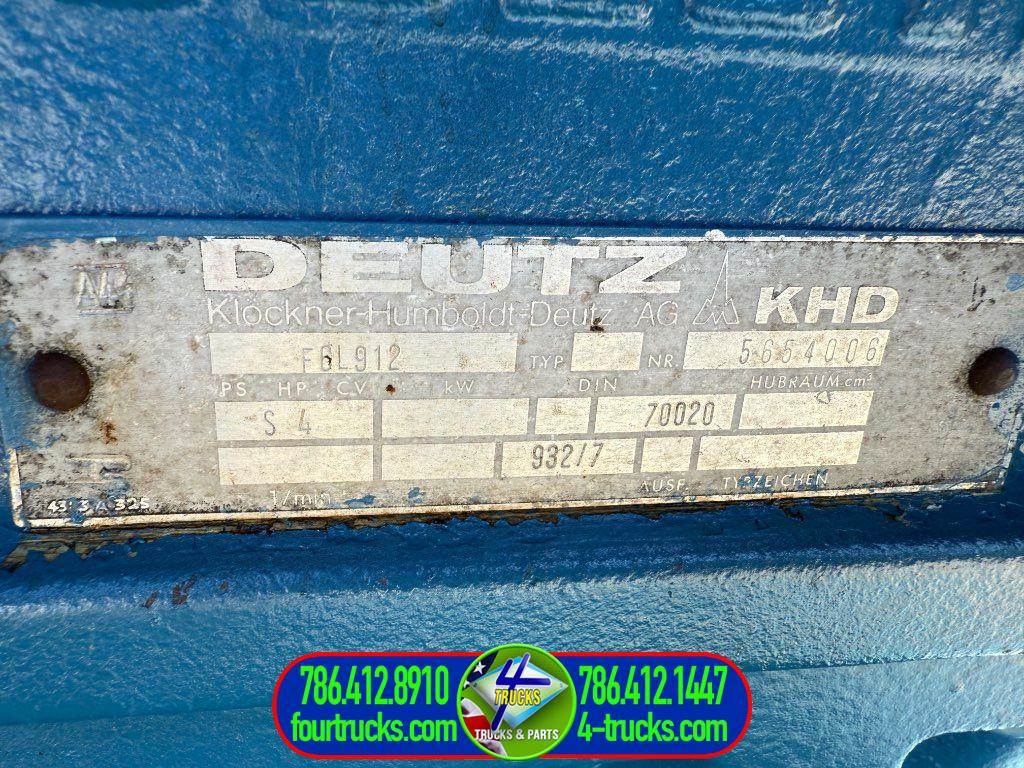 DEUTZ
Klöckner-Humboldt-Deutz AG
KHD
F6L912 TYP NR. 5654006
PS HP CV kW DIN HUBRAUM cm³
S 4 70020
932/7
1/min AUSF. TYPZEICHEN
786.412.8910
fourtrucks.com
4 TRUCKS
TRUCKS & PARTS
786.412.1447
4-trucks.com